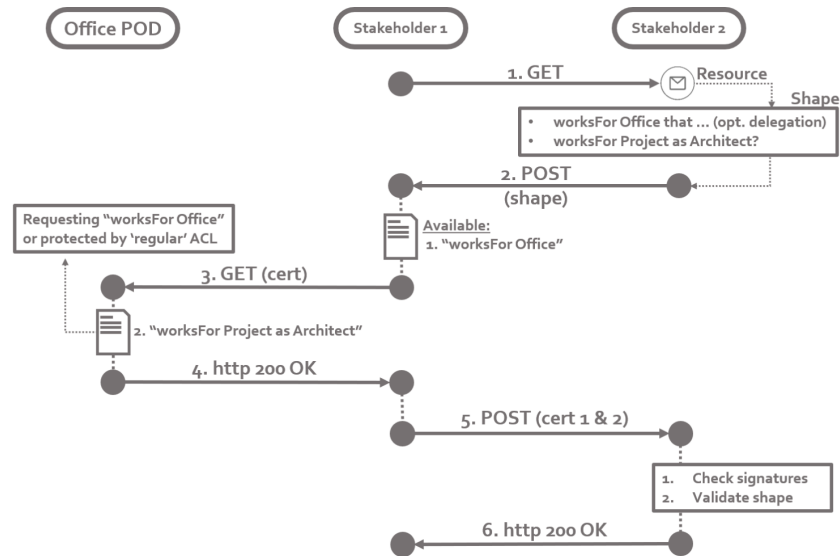 Office POD
Stakeholder 1
Stakeholder 2
1. GET
Resource
Shape
• worksFor Office that ... (opt. delegation)
• worksFor Project as Architect?
2. POST
(shape)
Requesting “worksFor Office”
or protected by ‘regular’ ACL
Available:
1. “worksFor Office”
3. GET (cert)
2. “worksFor Project as Architect”
4. http 200 OK
5. POST (cert 1 & 2)
1. Check signatures
2. Validate shape
6. http 200 OK